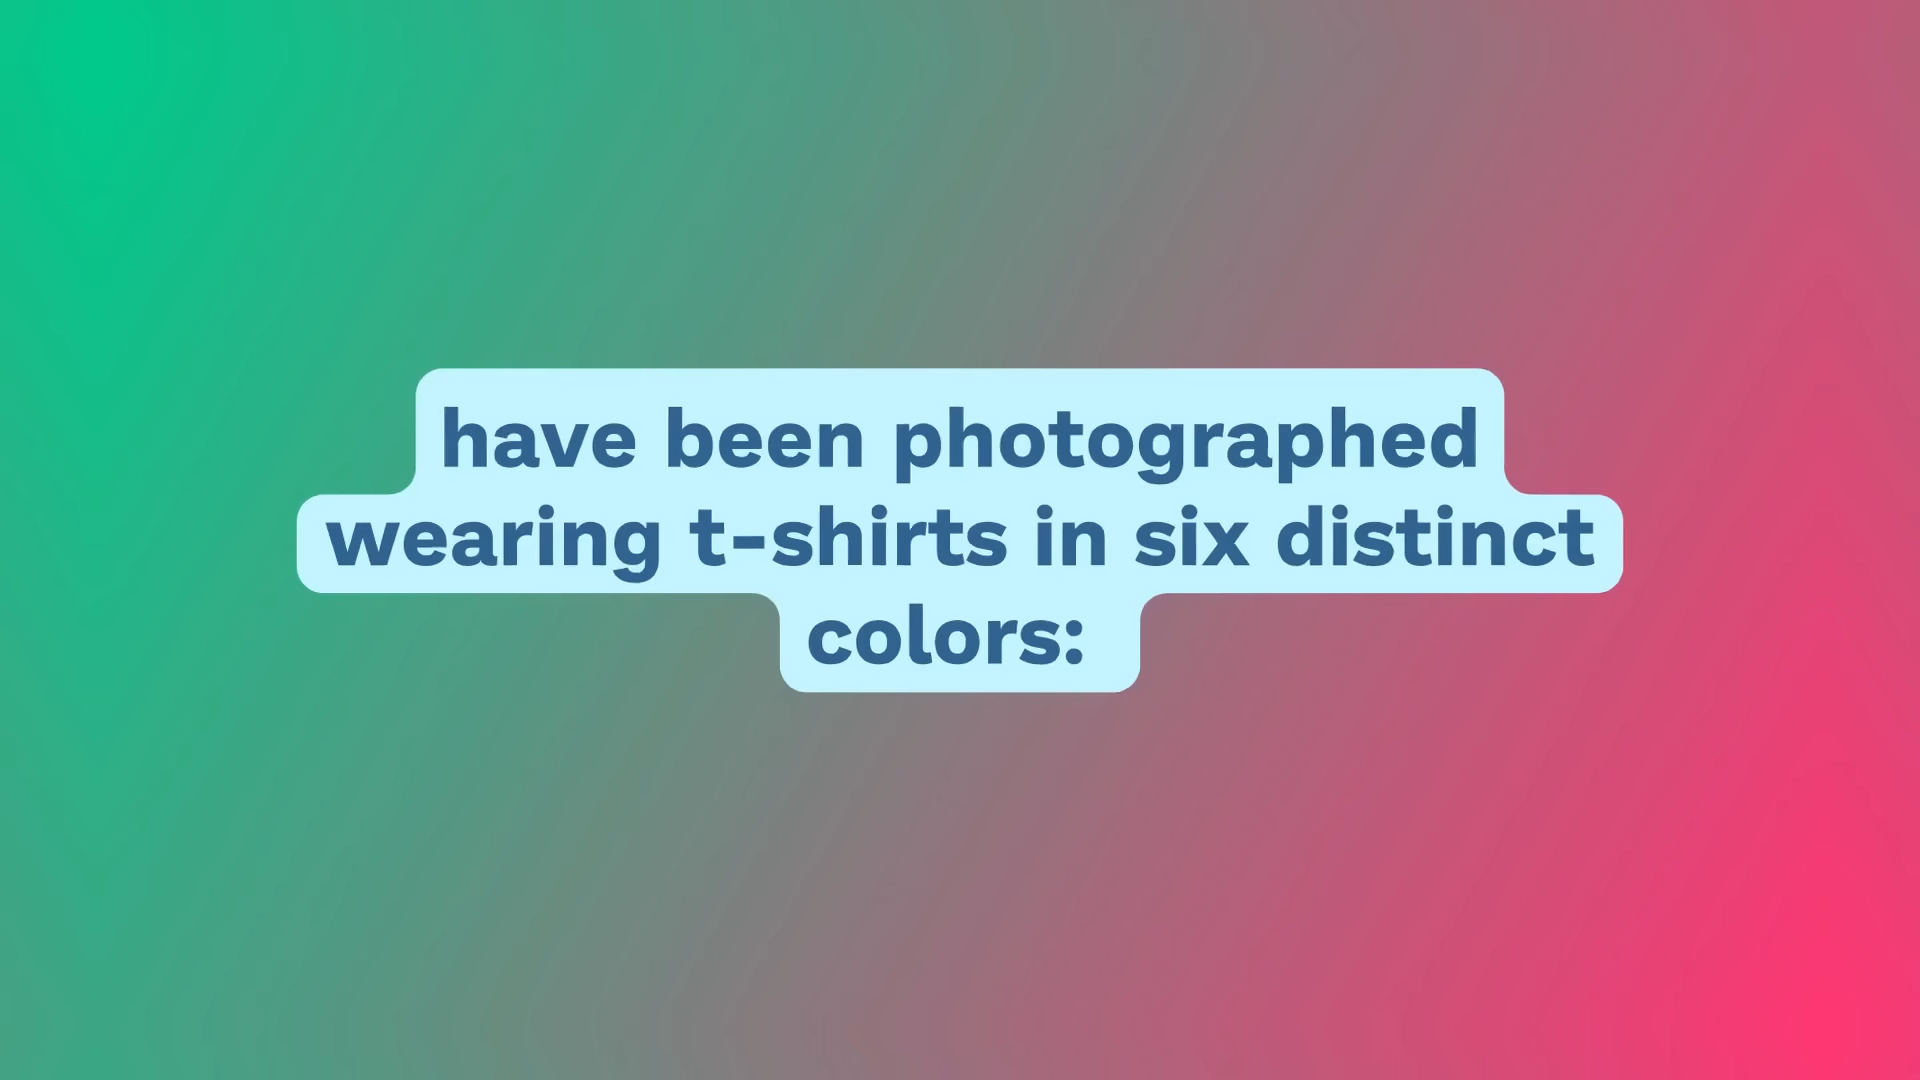 have been photographed
wearing t-shirts in six distinct
colors: